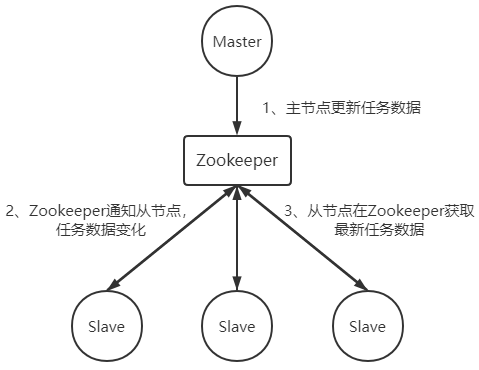 Master
1、主节点更新任务数据
Zookeeper
2、Zookeeper通知从节点，
任务数据变化
3、从节点在Zookeeper获取
最新任务数据
Slave
Slave
Slave